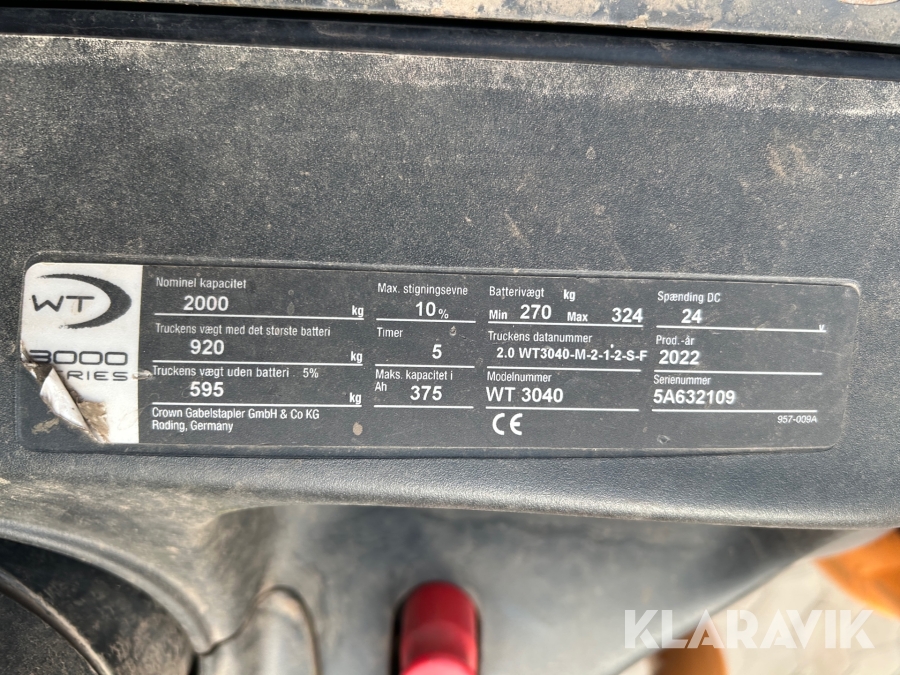 WT
3000
SERIES
Nominel kapacitet
2000 kg
Truckens vægt med det største batteri
920
Truckens vægt uden batteri 5%
595 kg
Crown Gabelstapler GmbH & Co KG
Roding, Germany
Max. stigningsevne
10%
Timer
5
Maks. kapacitet i
Ah 375
Batterivægt kg
Min 270 Max 324
Truckens datanummer
2.0 WT3040-M-2-1-2-S-F
Modelnummer
WT 3040
CE
Spænding DC
24 V
Prod.-år
2022
Serienummer
5A632109
957-009A
KLARAVIK